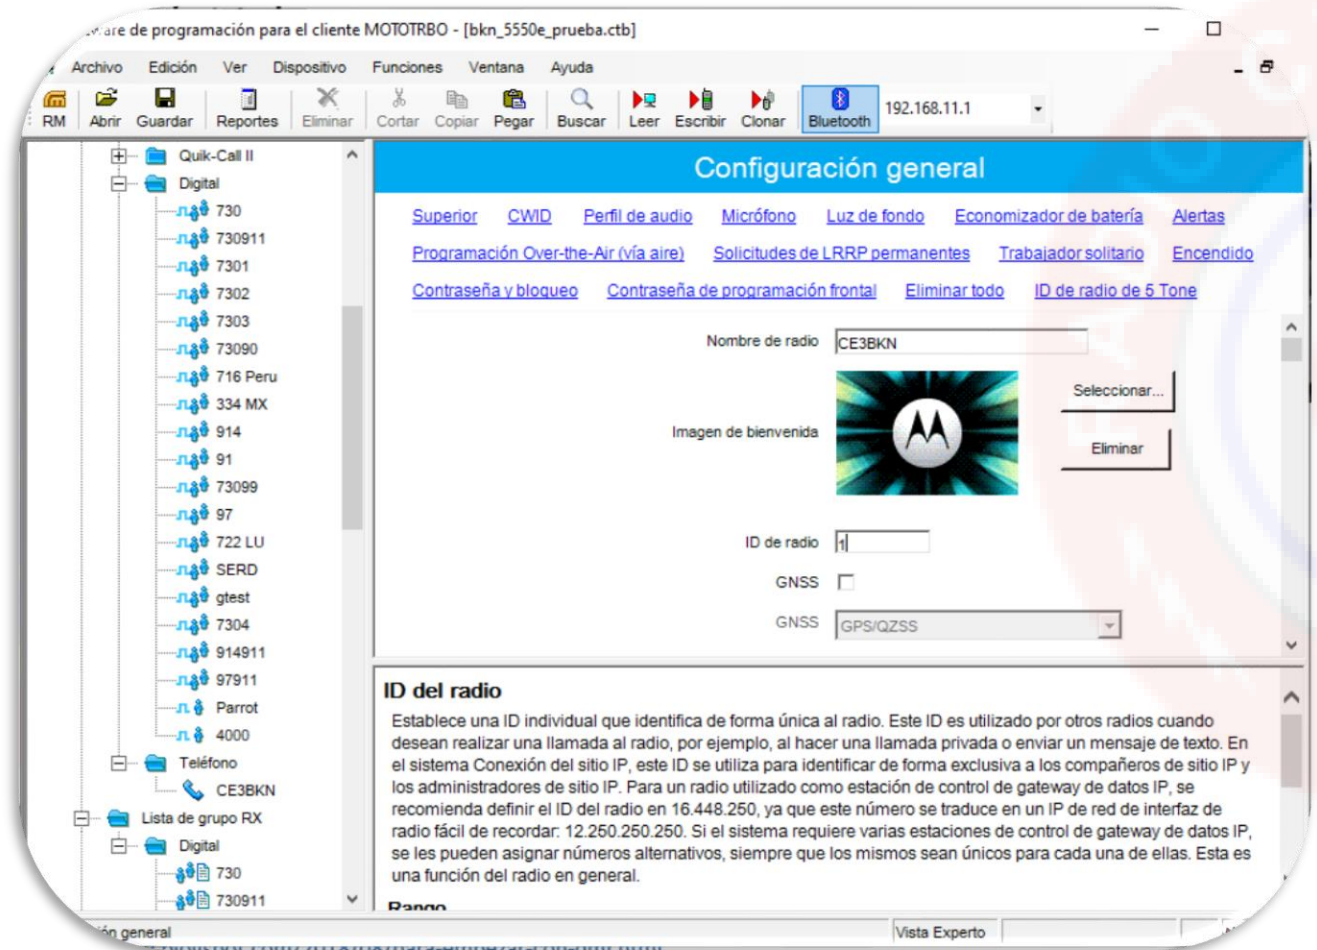 de programación para el cliente MOTOTRBO - [bkn_5550e_prueba.ctb]
Archivo Edición Ver Dispositivo Funciones Ventana Ayuda
RM Abrir Guardar Reportes Eliminar Cortar Copiar Pegar Buscar Leer Escribir Clonar Bluetooth 192.168.11.1
Quik-Call II
Digital
730
730911
7301
7302
7303
73090
716 Peru
334 MX
914
91
73099
97
722 LU
SERD
gtest
7304
914911
97911
Parrot
4000
Teléfono
CE3BKN
Lista de grupo RX
Digital
730
730911
Configuración general
Superior CWID Perfil de audio Micrófono Luz de fondo Economizador de batería Alertas
Programación Over-the-Air (vía aire) Solicitudes de LRRP permanentes Trabajador solitario Encendido
Contraseña y bloqueo Contraseña de programación frontal Eliminar todo ID de radio de 5 Tone
Nombre de radio CE3BKN
Imagen de bienvenida
Seleccionar...
Eliminar
ID de radio 1
GNSS
GNSS GPS/QZSS
ID del radio
Establece una ID individual que identifica de forma única al radio. Este ID es utilizado por otros radios cuando
desean realizar una llamada al radio, por ejemplo, al hacer una llamada privada o enviar un mensaje de texto. En
el sistema Conexión del sitio IP, este ID se utiliza para identificar de forma exclusiva a los compañeros de sitio IP y
los administradores de sitio IP. Para un radio utilizado como estación de control de gateway de datos IP, se
recomienda definir el ID del radio en 16.448.250, ya que este número se traduce en un IP de red de interfaz de
radio fácil de recordar: 12.250.250.250. Si el sistema requiere varias estaciones de control de gateway de datos IP,
se les pueden asignar números alternativos, siempre que los mismos sean únicos para cada una de ellas. Esta es
una función del radio en general.
Rango
general
Vista Experto
RADIO